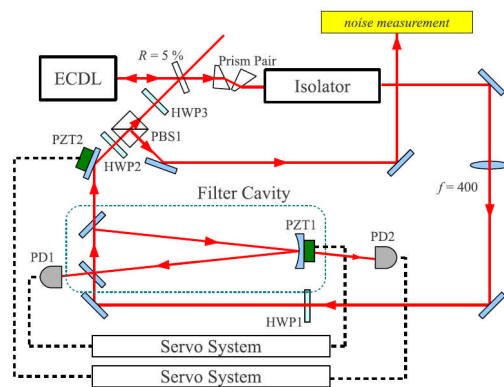 noise measurement
R = 5 %
Prism Pair
ECDL
Isolator
HWP3
PBS1
PZT2
HWP2
f = 400
Filter Cavity
PZT1
PD2
PD1
HWP1
Servo System
Servo System